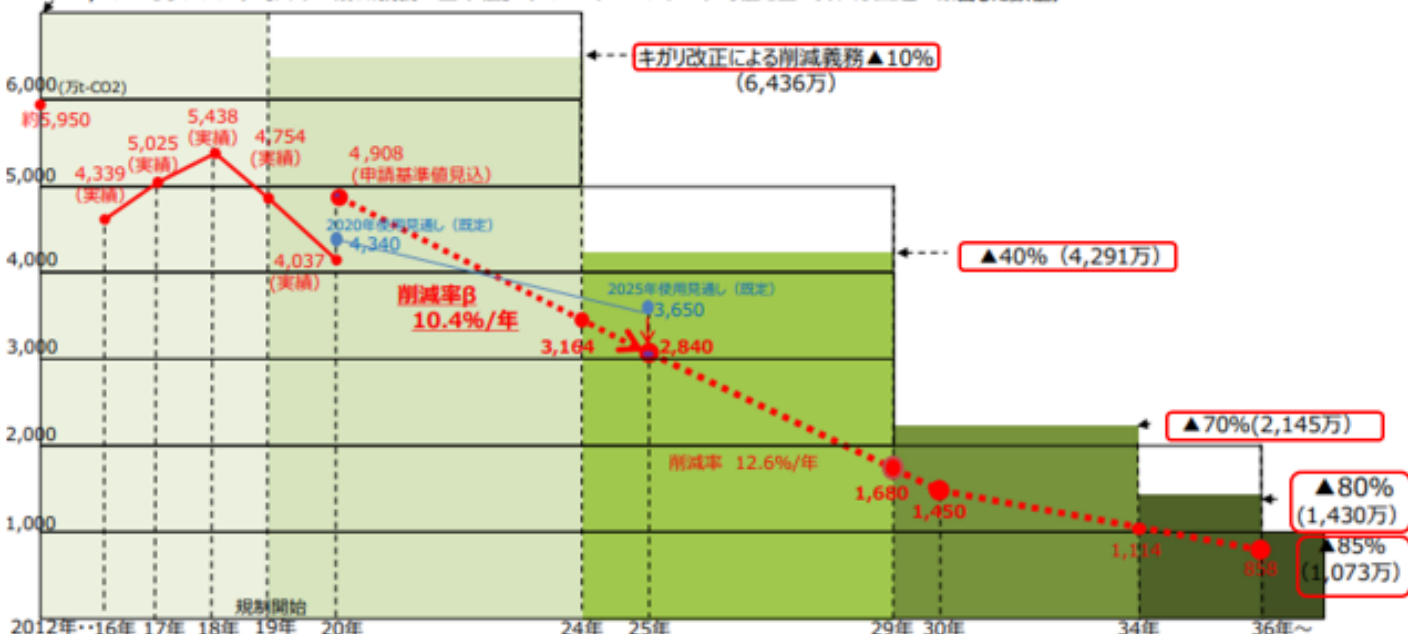 キガリ改正による削減義務▲10%
(6,436万)
6,000(万t-CO2)
約5,950
5,438
(実績)
5,025
(実績)
4,754
(実績)
4,339
(実績)
4,908
(申請基準値見込)
5,000
2020年使用見通し（既定）
4,340
▲40%（4,291万）
4,000
4,037
(実績)
削減率β
10.4%/年
2025年使用見通し（既定）
3,650
3,000
3,164
2,840
▲70%(2,145万)
2,000
削減率 12.6%/年
1,680
1,450
▲80%
(1,430万)
1,000
1,114
858
▲85%
(1,073万)
規制開始
2012年‥16年 17年 18年 19年 20年 24年 25年 29年 30年 34年 36年～